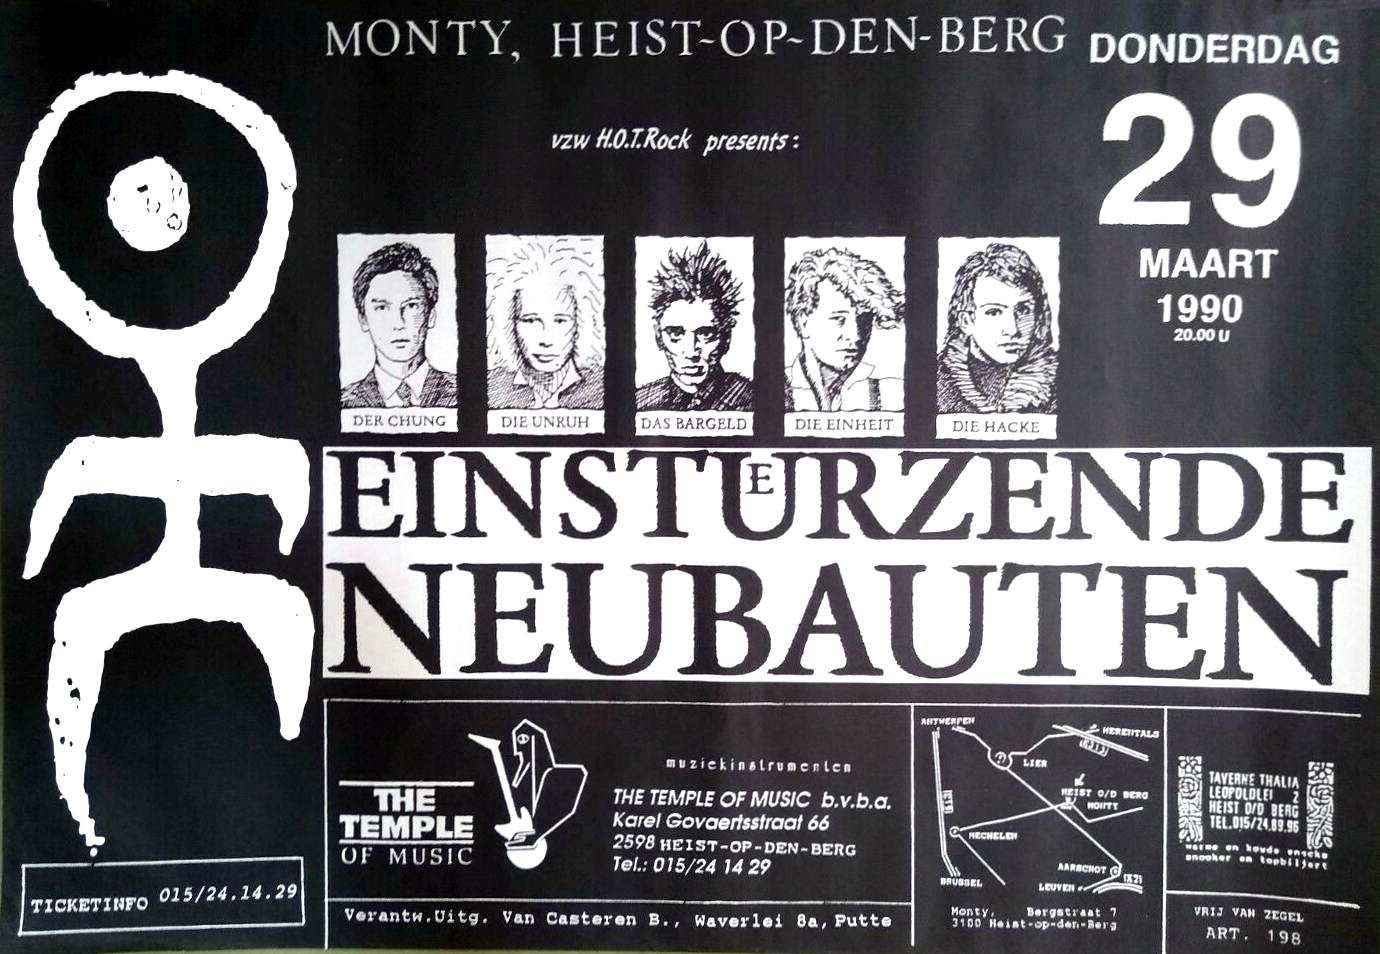 MONTY, HEIST-OP-DEN-BERG
DONDERDAG
29
MAART
1990
20.00 U
vzw H.O.T.Rock presents:
DER CHUNG
DIE UNRUH
DAS BARGELD
DIE EINHEIT
DIE HACKE
EINSTUERZENDE
NEUBAUTEN
TICKETINFO 015/24.14.29
THE
TEMPLE
OF MUSIC
muziekinstrumenten
THE TEMPLE OF MUSIC b.v.b.a.
Karel Govaertsstraat 66
2598 HEIST-OP-DEN-BERG
Tel.: 015/24 14 29
Verantw.Uitg. Van Casteren B., Waverlei 8a, Putte
ANTWERPEN
HERENTALS
E313
LIER
HEIST O/D BERG
MONTY
E19
MECHELEN
AARSCHOT
BRUSSEL
LEUVEN
Monty, Bergstraat 7
3100 Heist-op-den-Berg
TAVERNE THALIA
LEOPOLDLEI 2
HEIST O/D BERG
TEL.015/24.89.96
warme en koude snacks
snooker en topbiljart
VRIJ VAN ZEGEL
ART. 198